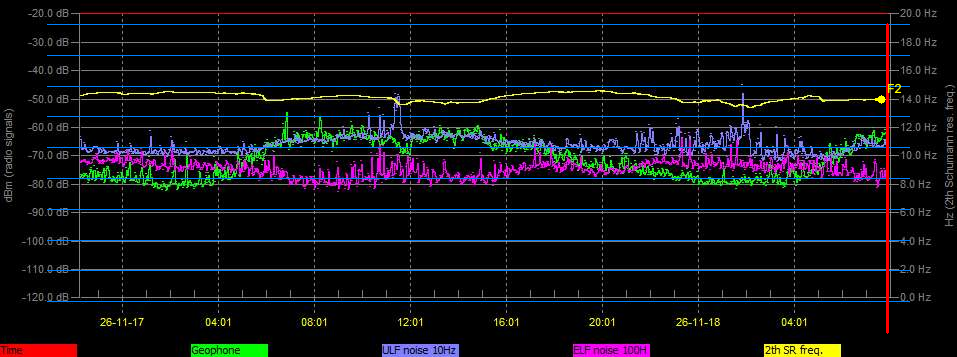 -20.0 dB 20.0 Hz
-30.0 dB 18.0 Hz
-40.0 dB 16.0 Hz
-50.0 dB F2 14.0 Hz
-60.0 dB 12.0 Hz
-70.0 dB 10.0 Hz
-80.0 dB 8.0 Hz
-90.0 dB 6.0 Hz
-100.0 dB 4.0 Hz
-110.0 dB 2.0 Hz
-120.0 dB 0.0 Hz
dBm (radio signals)
Hz (2th Schumann res. freq.)
26-11-17 04:01 08:01 12:01 16:01 20:01 26-11-18 04:01
Time Geophone ULF noise 10Hz ELF noise 100H 2th SR freq.